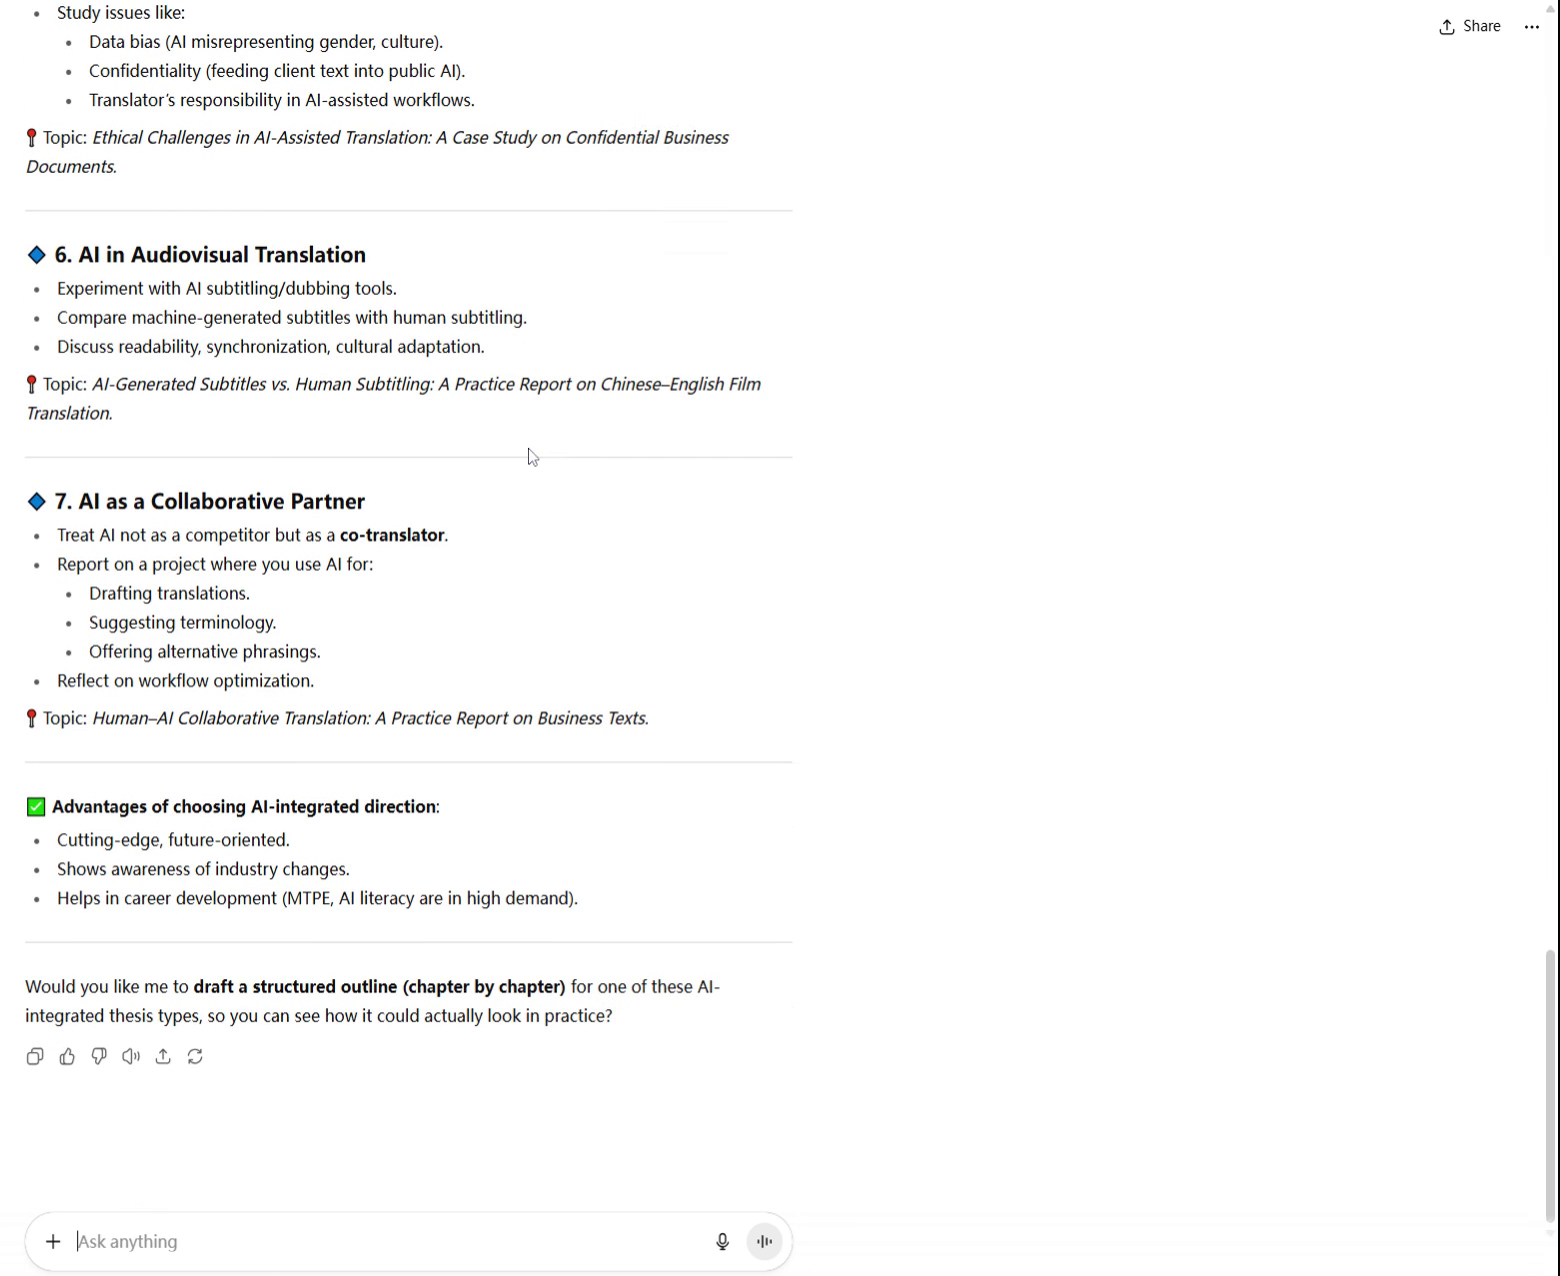 Study issues like:
Share
Data bias (AI misrepresenting gender, culture).
Confidentiality (feeding client text into public AI).
Translator's responsibility in AI-assisted workflows.
Topic: Ethical Challenges in AI-Assisted Translation: A Case Study on Confidential Business
Documents.
6. AI in Audiovisual Translation
Experiment with AI subtitling/dubbing tools.
Compare machine-generated subtitles with human subtitling.
Discuss readability, synchronization, cultural adaptation.
Topic: AI-Generated Subtitles vs. Human Subtitling: A Practice Report on Chinese–English Film
Translation.
7. AI as a Collaborative Partner
Treat AI not as a competitor but as a co-translator.
Report on a project where you use AI for:
Drafting translations.
Suggesting terminology.
Offering alternative phrasings.
Reflect on workflow optimization.
Topic: Human–AI Collaborative Translation: A Practice Report on Business Texts.
Advantages of choosing AI-integrated direction:
Cutting-edge, future-oriented.
Shows awareness of industry changes.
Helps in career development (MTPE, AI literacy are in high demand).
Would you like me to draft a structured outline (chapter by chapter) for one of these AI-
integrated thesis types, so you can see how it could actually look in practice?
Ask anything